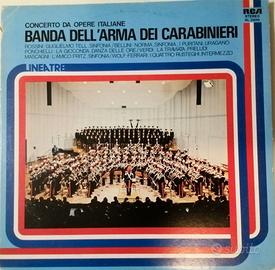 CONCERTO DA OPERE ITALIANE
BANDA DELL'ARMA DEI CARABINIERI
ROSSINI: GUGLIELMO TELL, SINFONIA / BELLINI: NORMA, SINFONIA, I PURITANI, URAGANO
PONCHIELLI: LA GIOCONDA, DANZA DELLE ORE / VERDI: LA TRAVIATA, PRELUDI
MASCAGNI: L'AMICO FRITZ, SINFONIA / WOLF-FERRARI: I QUATTRO RUSTEGHI, INTERMEZZO
LINEATRE
RCA
STEREO